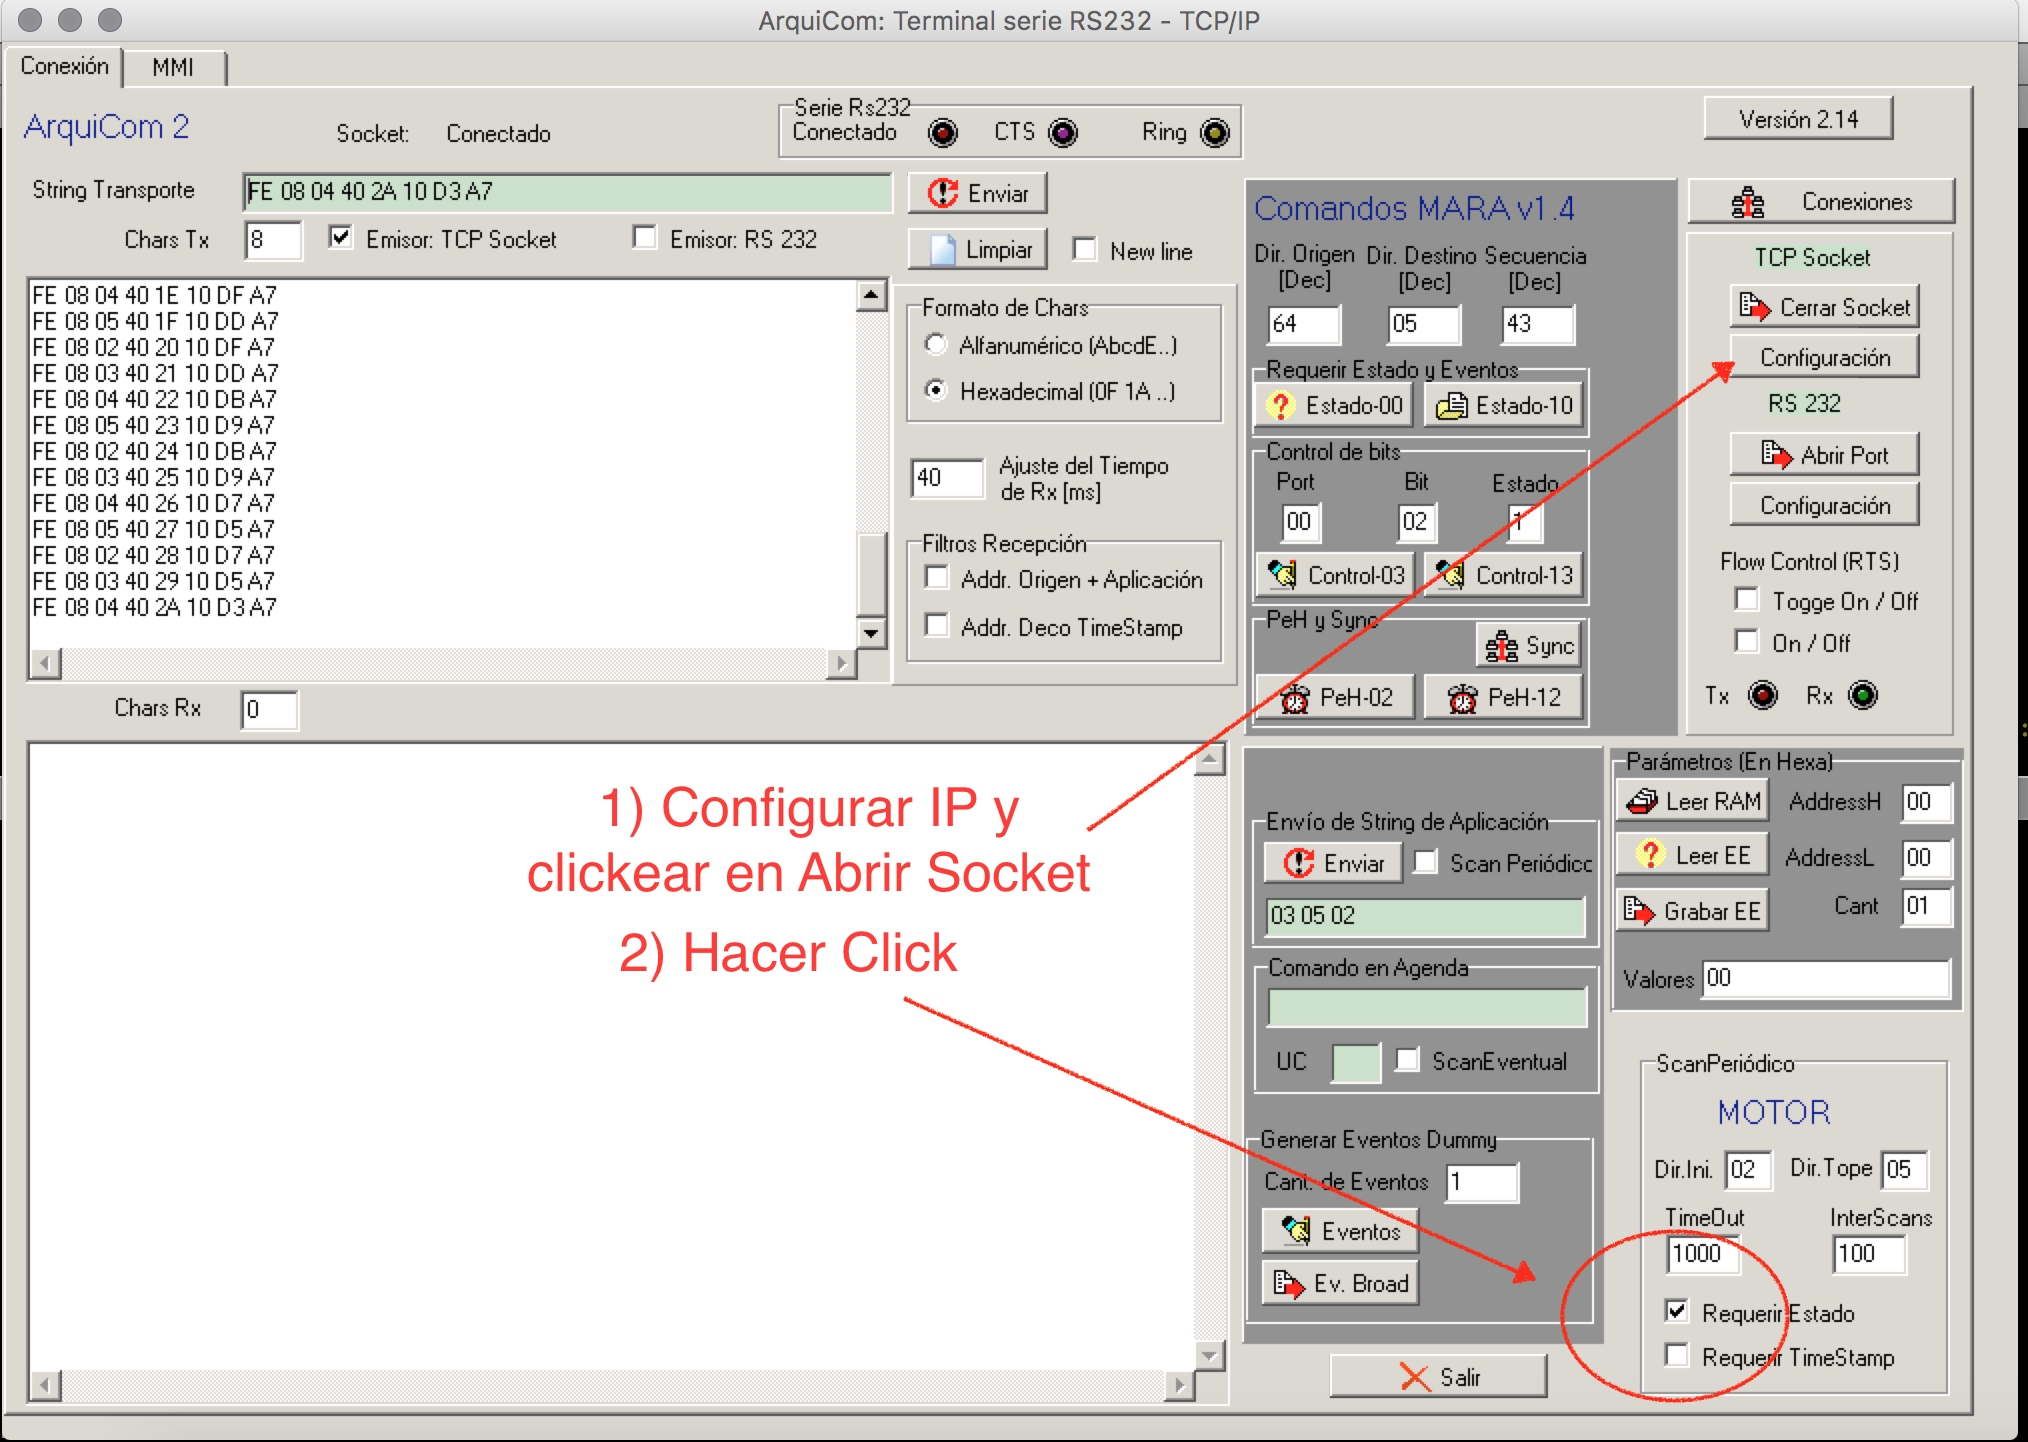 ArquiCom: Terminal serie RS232 - TCP/IP
Conexión
MMI
ArquiCom 2
Socket:
Conectado
Serie Rs232
Conectado
CTS
Ring
Versión 2.14
String Transporte
FE 08 04 40 2A 10 D3 A7
Enviar
Chars Tx
8
Emisor: TCP Socket
Emisor: RS 232
Limpiar
New line
FE 08 04 40 1E 10 DF A7
FE 08 05 40 1F 10 DD A7
FE 08 02 40 20 10 DF A7
FE 08 03 40 21 10 DD A7
FE 08 04 40 22 10 DB A7
FE 08 05 40 23 10 D9 A7
FE 08 02 40 24 10 DB A7
FE 08 03 40 25 10 D9 A7
FE 08 04 40 26 10 D7 A7
FE 08 05 40 27 10 D5 A7
FE 08 02 40 28 10 D7 A7
FE 08 03 40 29 10 D5 A7
FE 08 04 40 2A 10 D3 A7
Chars Rx
0
Formato de Chars
Alfanumérico (AbcdE..)
Hexadecimal (0F 1A ..)
40
Ajuste del Tiempo
de Rx [ms]
Filtros Recepción
Addr. Origen + Aplicación
Addr. Deco TimeStamp
Comandos MARA v1.4
Dir. Origen
[Dec]
Dir. Destino
[Dec]
Secuencia
[Dec]
64
05
43
Requerir Estado y Eventos
Estado-00
Estado-10
Control de bits
Port
Bit
Estado
00
02
1
Control-03
Control-13
PeH y Sync
Sync
PeH-02
PeH-12
Conexiones
TCP Socket
Cerrar Socket
Configuración
RS 232
Abrir Port
Configuración
Flow Control (RTS)
Togge On / Off
On / Off
Tx
Rx
1) Configurar IP y
clickear en Abrir Socket
2) Hacer Click
Envío de String de Aplicación
Enviar
Scan Periódico
03 05 02
Comando en Agenda
UC
ScanEventual
Generar Eventos Dummy
Cant. de Eventos
1
Eventos
Ev. Broad
Salir
Parámetros (En Hexa)
Leer RAM
AddressH
00
Leer EE
AddressL
00
Grabar EE
Cant
01
Valores
00
ScanPeriódico
MOTOR
Dir.Ini.
02
Dir.Tope
05
TimeOut
InterScans
1000
100
Requerir Estado
Requerir TimeStamp